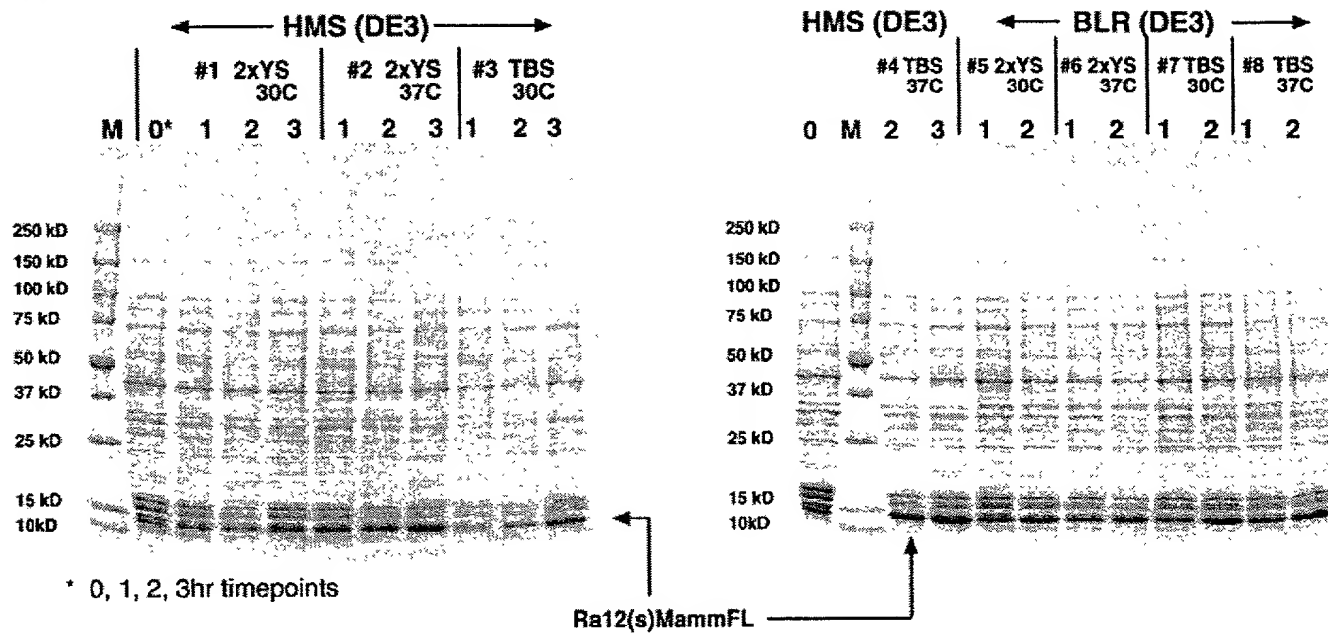 HMS (DE3)
#1 2xYS 30C #2 2xYS 37C #3 TBS 30C
M 0* 1 2 3 1 2 3 1 2 3
250 kD
150 kD
100 kD
75 kD
50 kD
37 kD
25 kD
15 kD
10kD
* 0, 1, 2, 3hr timepoints
HMS (DE3) BLR (DE3)
#4 TBS 37C #5 2xYS 30C #6 2xYS 37C #7 TBS 30C #8 TBS 37C
0 M 2 3 1 2 1 2 1 2 1 2
250 kD
150 kD
100 kD
75 kD
50 kD
37 kD
25 kD
15 kD
10kD
Ra12(s)MammFL